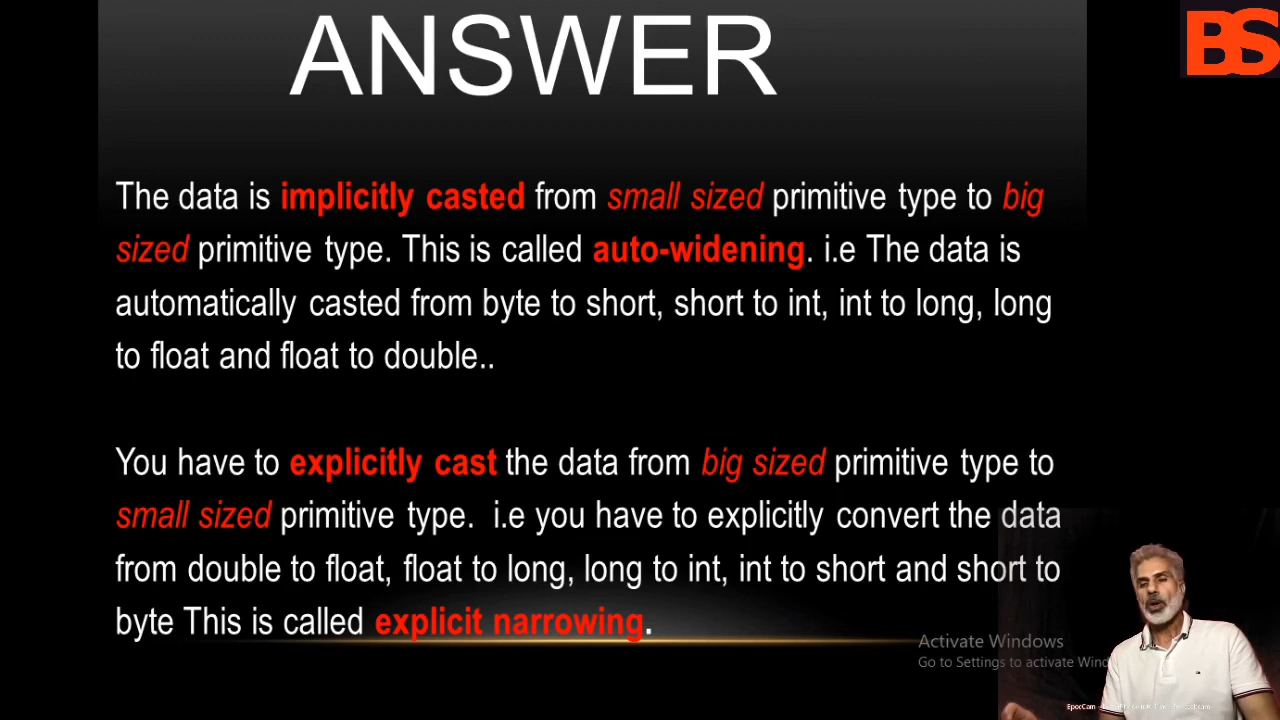 ANSWER
BS
The data is implicitly casted from small sized primitive type to big
sized primitive type. This is called auto-widening. i.e The data is
automatically casted from byte to short, short to int, int to long, long
to float and float to double..
You have to explicitly cast the data from big sized primitive type to
small sized primitive type. i.e you have to explicitly convert the data
from double to float, float to long, long to int, int to short and short to
byte This is called explicit narrowing.
Activate Windows
Go to Settings to activate Wind
EpocCam